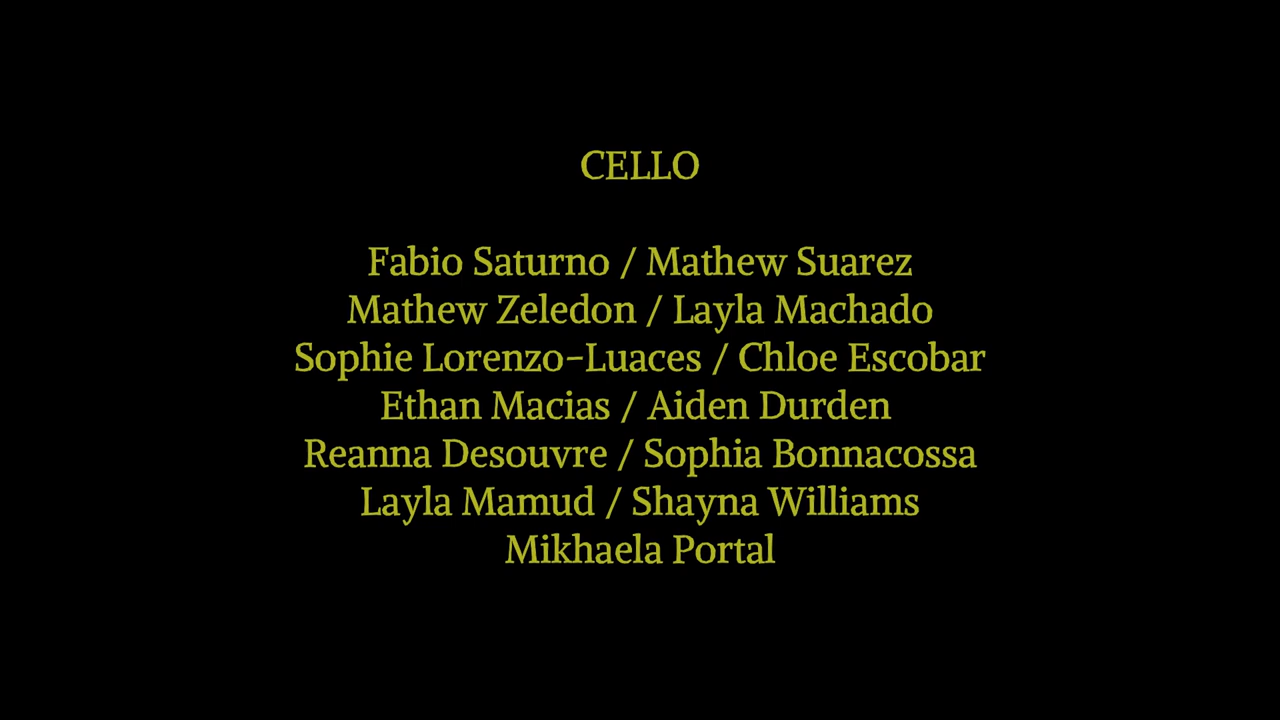 CELLO
Fabio Saturno / Mathew Suarez
Mathew Zeledon / Layla Machado
Sophie Lorenzo-Luaces / Chloe Escobar
Ethan Macias / Aiden Durden
Reanna Desouvre / Sophia Bonnacossa
Layla Mamud / Shayna Williams
Mikhaela Portal